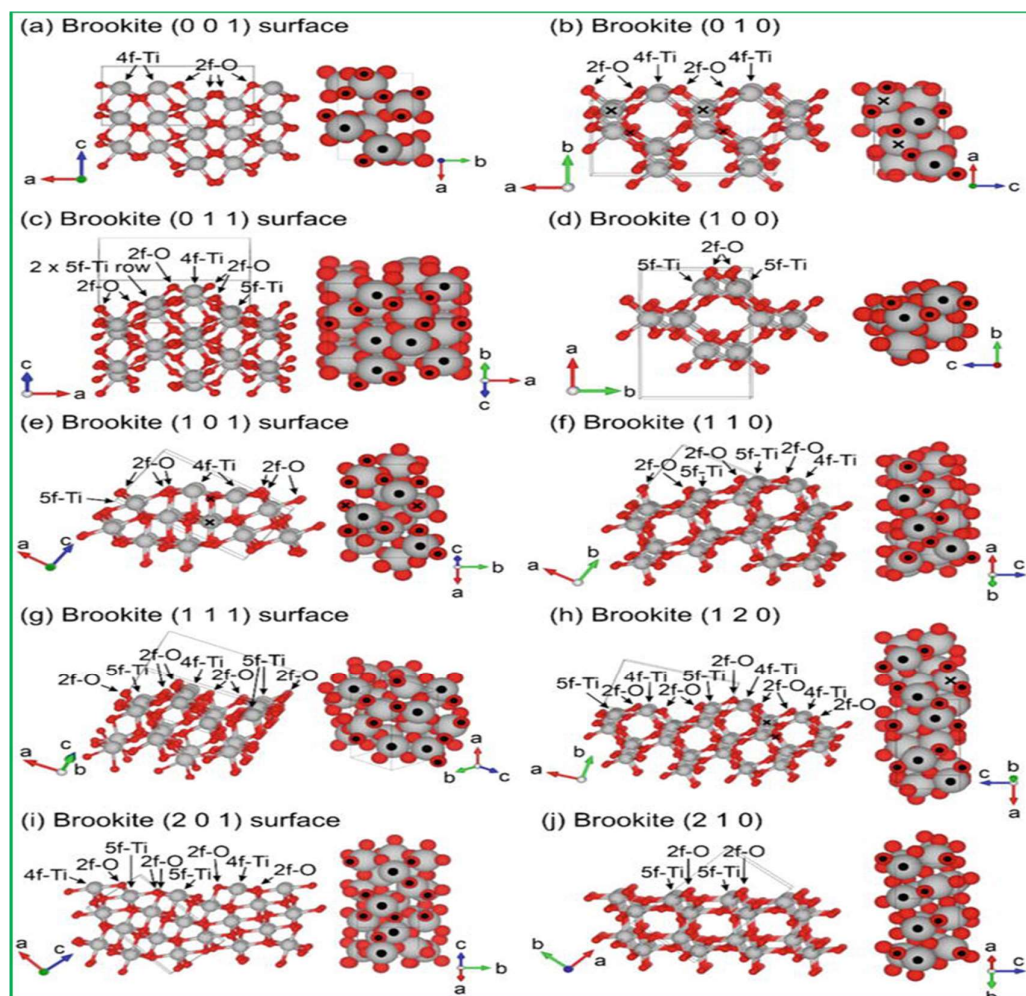 (a) Brookite (0 0 1) surface
4f-Ti 2f-O
c
a
b
a
(b) Brookite (0 1 0)
4f-Ti 4f-Ti
2f-O 2f-O
b
a
a
c
(c) Brookite (0 1 1) surface
2f-O 4f-Ti
2 x 5f-Ti row 2f-O
2f-O 5f-Ti
c
a
b
a
c
(d) Brookite (1 0 0)
2f-O
5f-Ti 5f-Ti
a
b
b
c
(e) Brookite (1 0 1) surface
2f-O 4f-Ti 2f-O
5f-Ti
a c
c
b
a
(f) Brookite (1 1 0)
2f-O 5f-Ti 2f-O
2f-O 5f-Ti 4f-Ti
a b
a
c
b
(g) Brookite (1 1 1) surface
2f-O 4f-Ti 5f-Ti
5f-Ti 2f-O 2f-O
2f-O
a c
b
a
b c
(h) Brookite (1 2 0)
2f-O
5f-Ti 4f-Ti 5f-Ti 4f-Ti
2f-O 2f-O 2f-O 4f-Ti
2f-O
a b
b
c
a
(i) Brookite (2 0 1) surface
5f-Ti 2f-O
2f-O 2f-O 4f-Ti
4f-Ti 5f-Ti 2f-O
a c
c
b
a
(j) Brookite (2 1 0)
2f-O 2f-O
5f-Ti 5f-Ti
b a
a
c
b